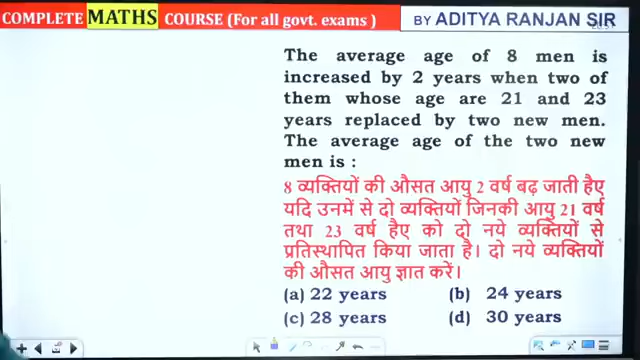 COMPLETE MATHS COURSE (For all govt. exams ) BY ADITYA RANJAN SIR
The average age of 8 men is
increased by 2 years when two of
them whose age are 21 and 23
years replaced by two new men.
The average age of the two new
men is :
8 व्यक्तियों की औसत आयु 2 वर्ष बढ़ जाती हैए
यदि उनमें से दो व्यक्तियों जिनकी आयु 21 वर्ष
तथा 23 वर्ष हैए को दो नये व्यक्तियों से
प्रतिस्थापित किया जाता है। दो नये व्यक्तियों
की औसत आयु ज्ञात करें।
(a) 22 years (b) 24 years
(c) 28 years (d) 30 years